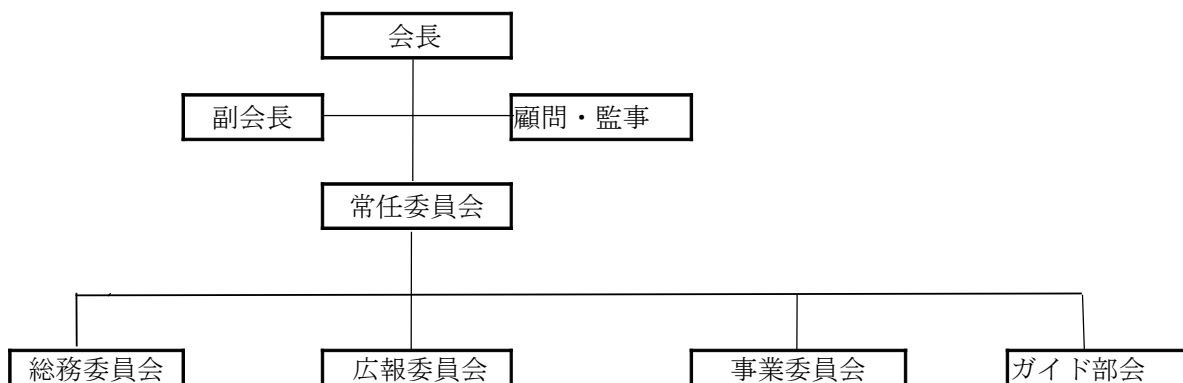 会長
副会長
顧問・監事
常任委員会
総務委員会
広報委員会
事業委員会
ガイド部会